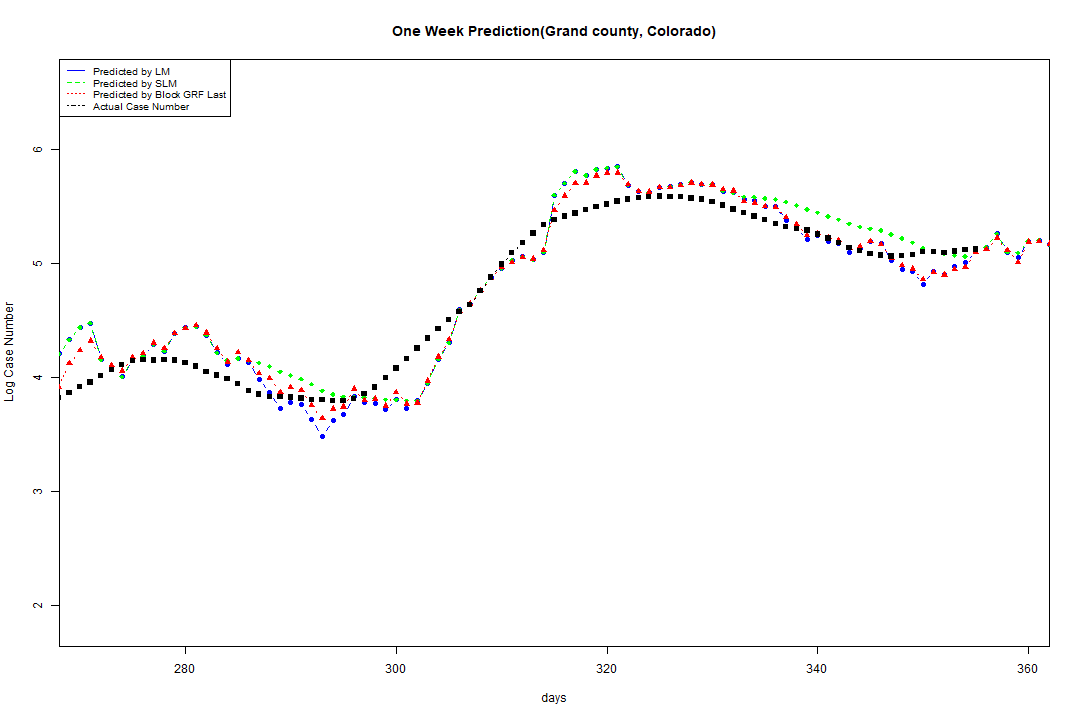 One Week Prediction(Grand county, Colorado)
Predicted by LM
Predicted by SLM
Predicted by Block GRF Last
Actual Case Number
6
5
4
3
2
Log Case Number
280 300 320 340 360
days